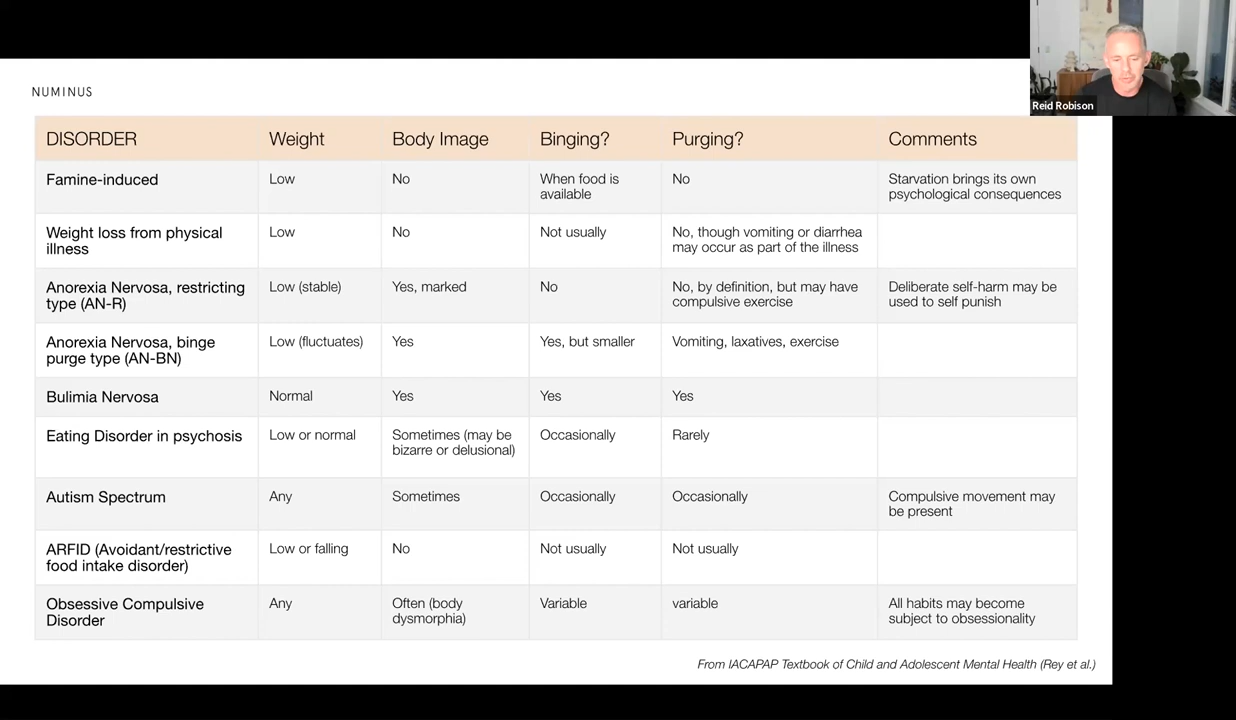 Reid Robison
NUMINUS
DISORDER Weight Body Image Binging? Purging? Comments
Famine-induced Low No When food is No Starvation brings its own
available psychological consequences
Weight loss from physical Low No Not usually No, though vomiting or diarrhea
illness may occur as part of the illness
Anorexia Nervosa, restricting Low (stable) Yes, marked No No, by definition, but may have Deliberate self-harm may be
type (AN-R) compulsive exercise used to self punish
Anorexia Nervosa, binge Low (fluctuates) Yes Yes, but smaller Vomiting, laxatives, exercise
purge type (AN-BN)
Bulimia Nervosa Normal Yes Yes Yes
Eating Disorder in psychosis Low or normal Sometimes (may be Occasionally Rarely
bizarre or delusional)
Autism Spectrum Any Sometimes Occasionally Occasionally Compulsive movement may
be present
ARFID (Avoidant/restrictive Low or falling No Not usually Not usually
food intake disorder)
Obsessive Compulsive Any Often (body Variable variable All habits may become
Disorder dysmorphia) subject to obsessionality
From IACAPAP Textbook of Child and Adolescent Mental Health (Rey et al.)